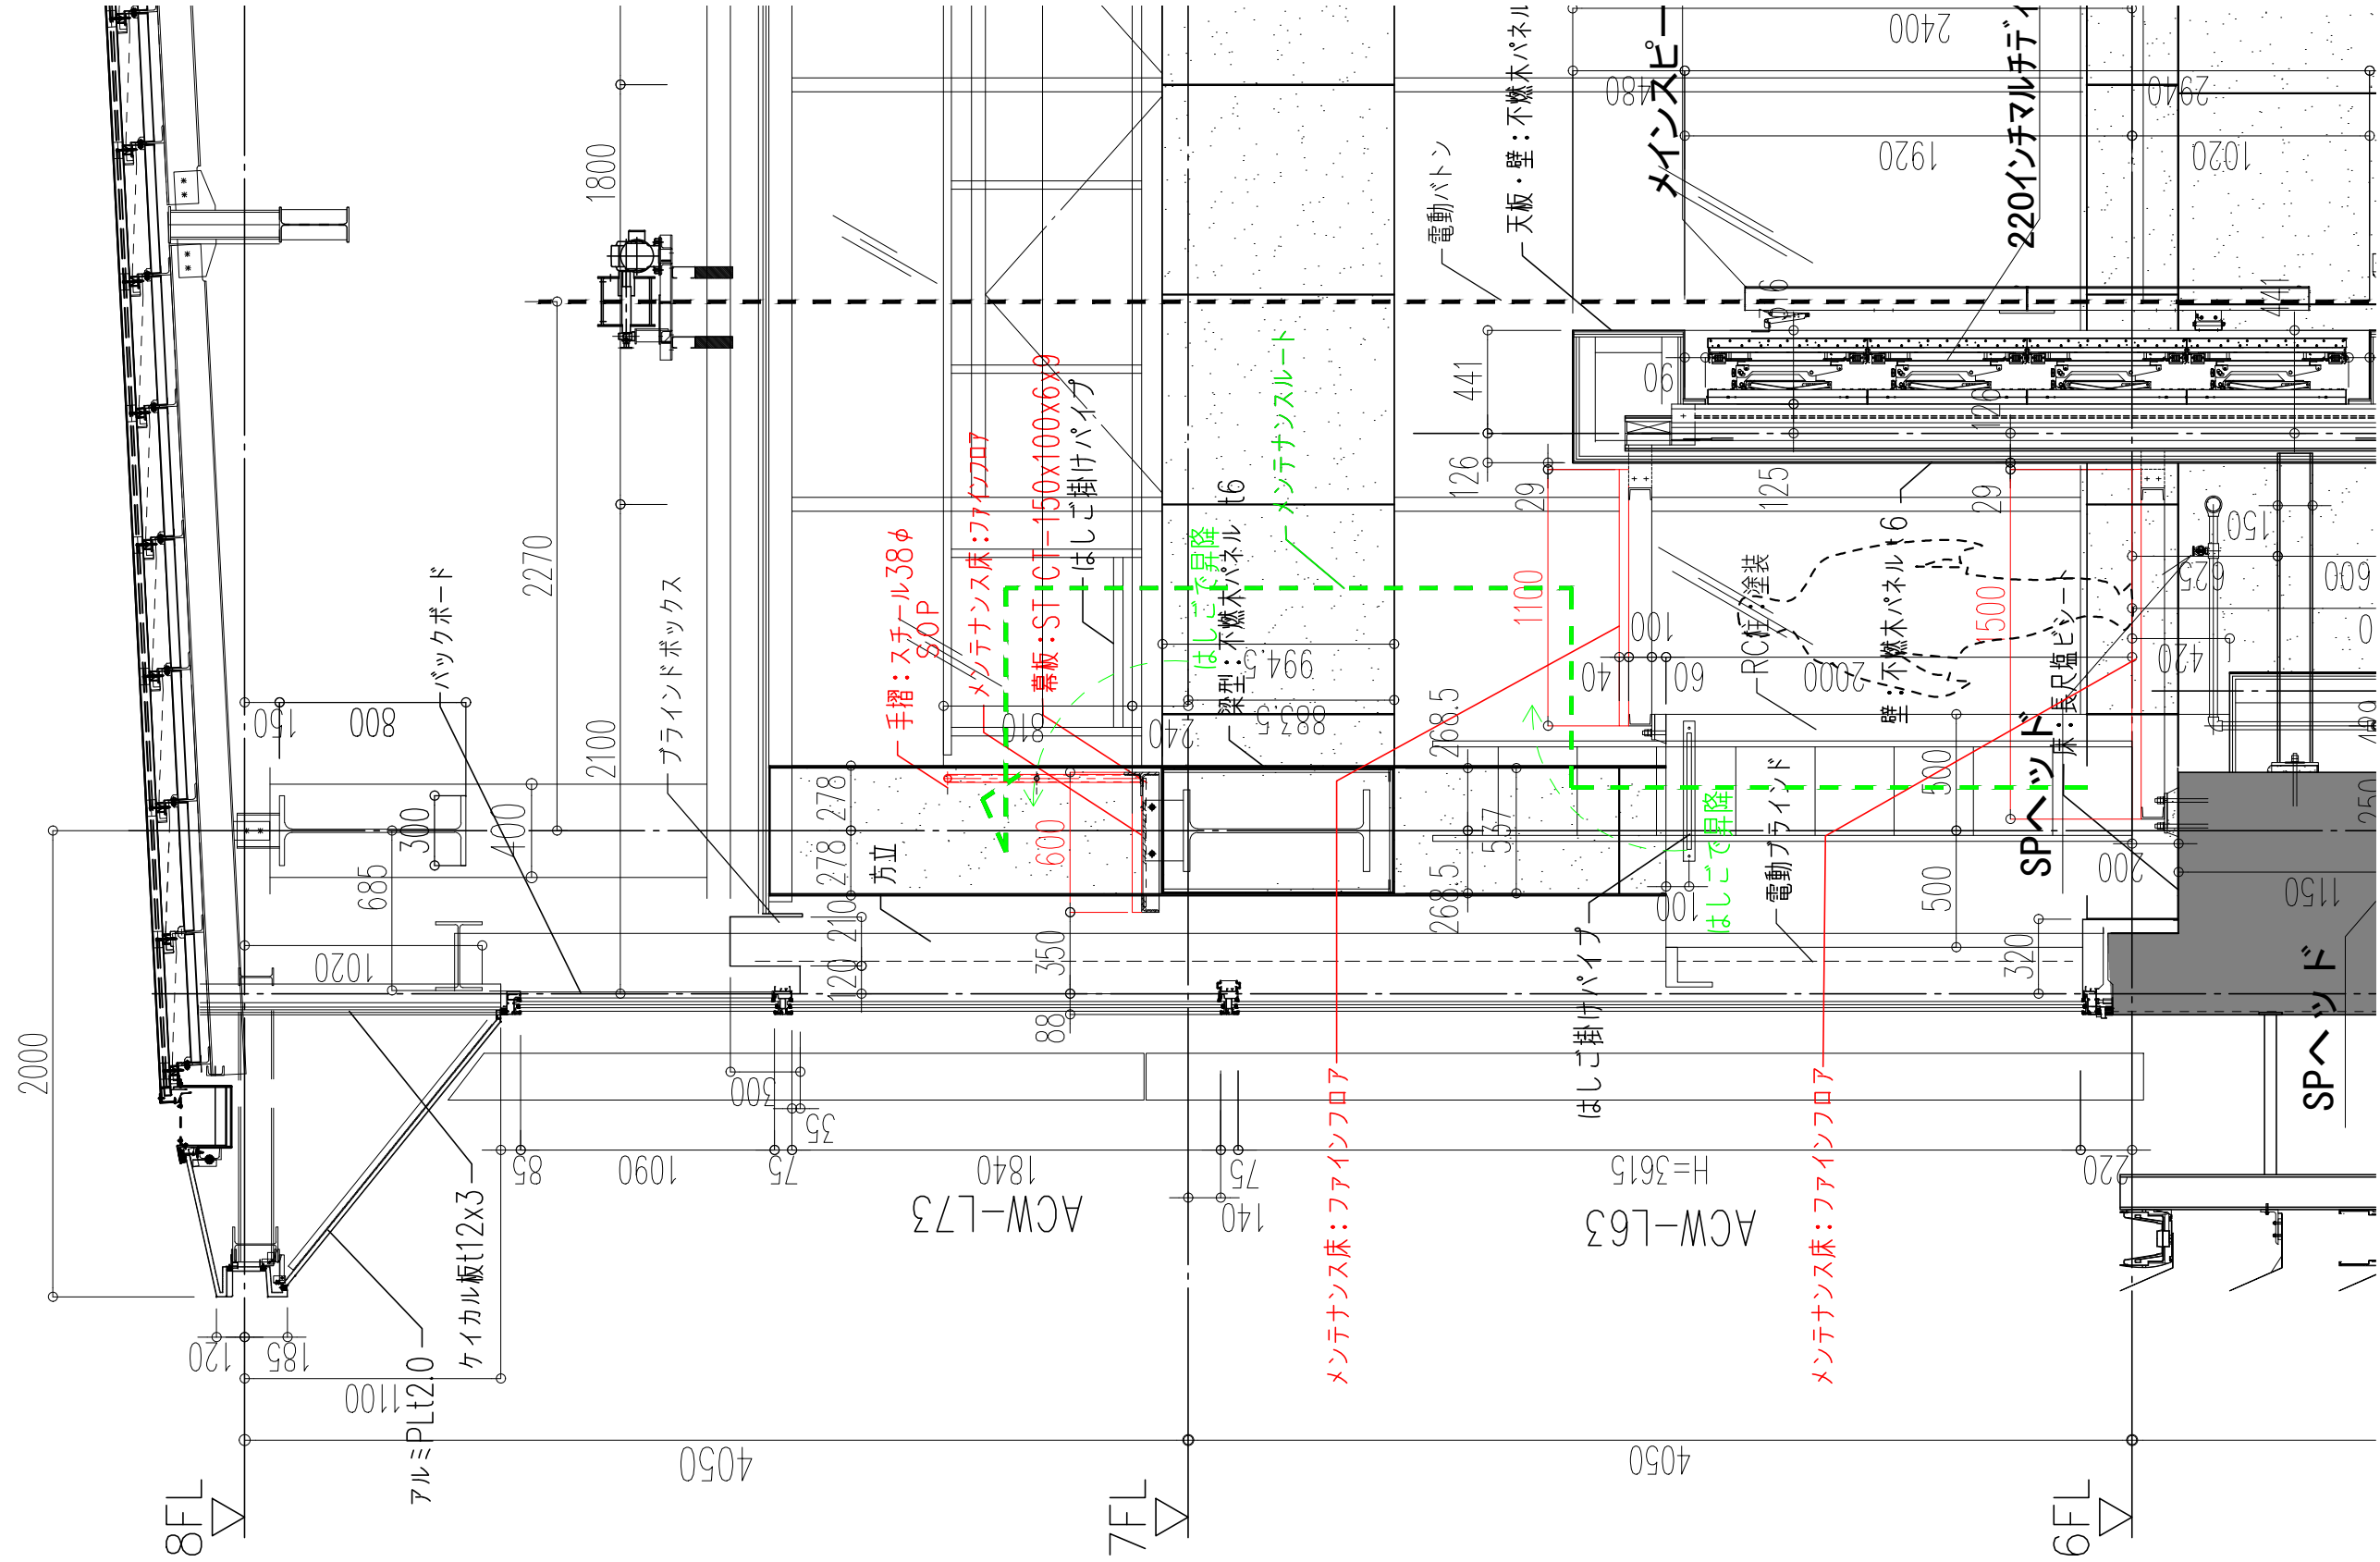 8FL
7FL
6FL
4050
4050
2000
120
185
1100
アルミPLt2.0
ケイカル板t12x3
バックボード
ブラインドボックス
方立
150
800
300
400
685
1020
2270
1800
2100
278
278
210
120
600
350
88
300
35
85
1090
75
1840
75
140
H=3615
220
ACW-L73
ACW-L63
手摺：スチール38φ
SOP
メンテナンス床：ファインフロア
幕板：ST CT-150x100x6x9
はしご掛けパイプ
はしごで昇降
梁型：不燃木パネル t6
メンテナンスルート
810
240
994.5
883.5
電動バトン
天板・壁：不燃木パネル
メインスピー
220インチマルチディ
480
2400
1920
2940
1020
441
126
29
1100
90
125
126
29
1500
441
100
40
60
2000
RC柱：塗装
壁：不燃木パネル t6
床：長尺塩ビシート
電動ブラインド
はしご掛けパイプ
はしごで昇降
メンテナンス床：ファインフロア
メンテナンス床：ファインフロア
268.5
537
268.5
100
500
500
320
200
420
625
150
600
1150
250
SPヘッド
SPヘッド